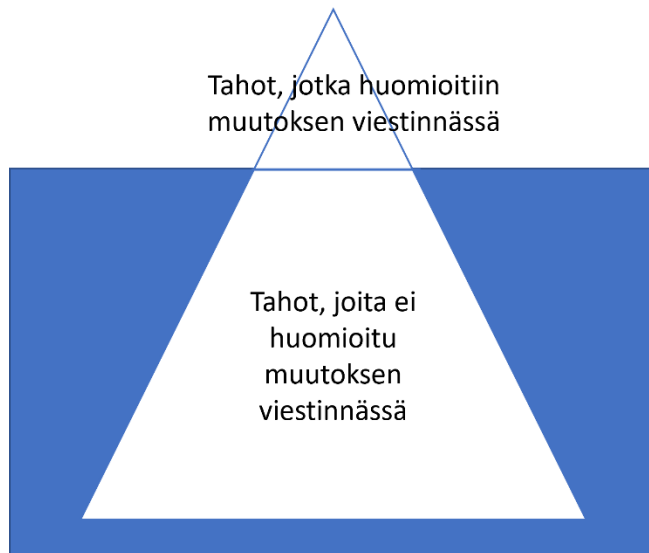 Tahot, jotka huomioitiin
muutoksen viestinnässä
Tahot, joita ei
huomioitu
muutoksen
viestinnässä